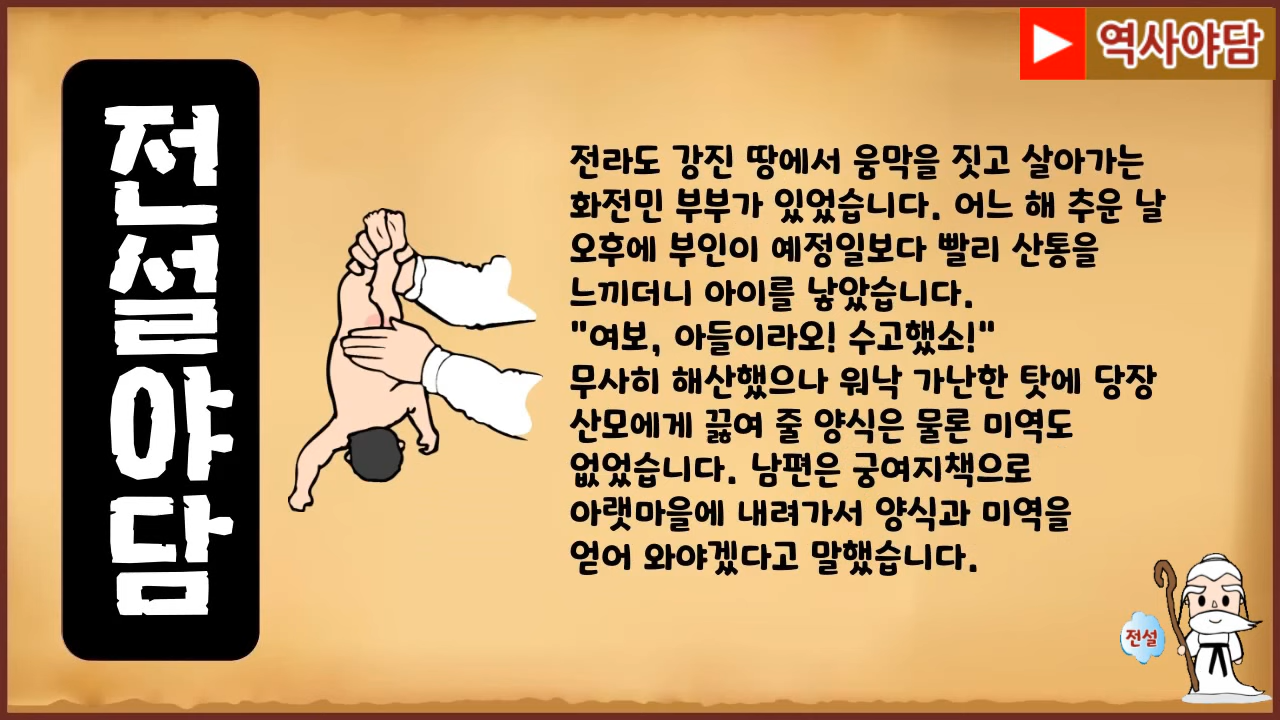 역사야담
전설야담
전라도 강진 땅에서 움막을 짓고 살아가는
화전민 부부가 있었습니다. 어느 해 추운 날
오후에 부인이 예정일보다 빨리 산통을
느끼더니 아이를 낳았습니다.
"여보, 아들이라오! 수고했소!"
무사히 해산했으나 워낙 가난한 탓에 당장
산모에게 끓여 줄 양식은 물론 미역도
없었습니다. 남편은 궁여지책으로
아랫마을에 내려가서 양식과 미역을
얻어 와야겠다고 말했습니다.
전설